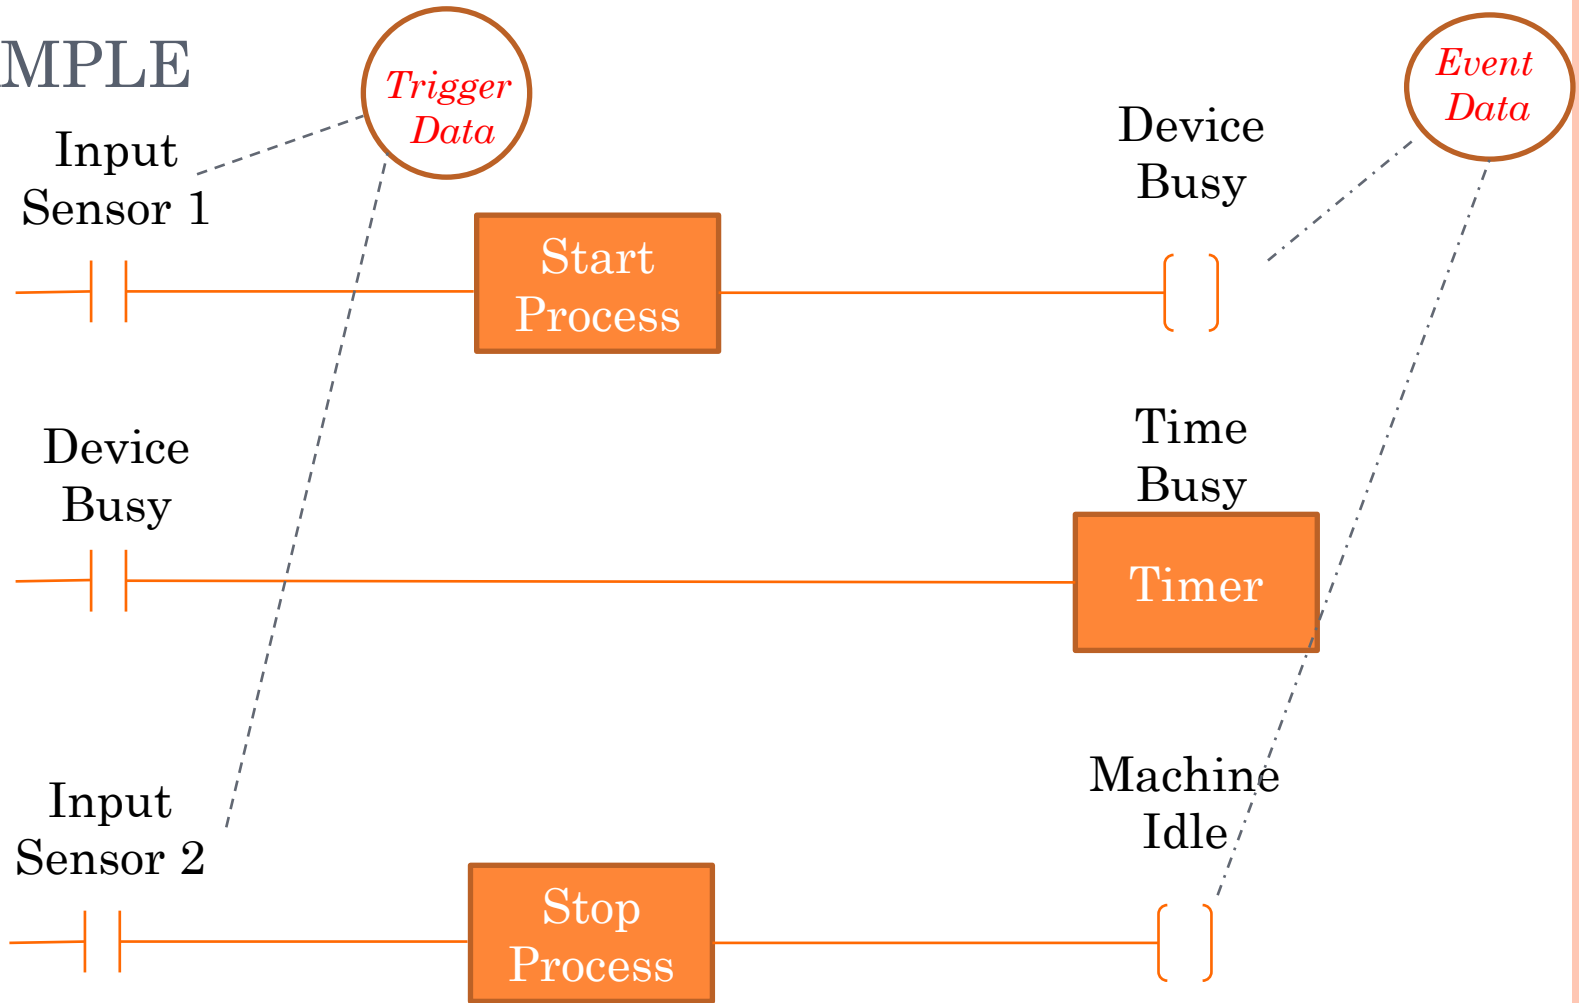 MPLE
Trigger
Data
Event
Data
Input
Sensor 1
Start
Process
Device
Busy
Device
Busy
Time
Busy
Timer
Input
Sensor 2
Stop
Process
Machine
Idle